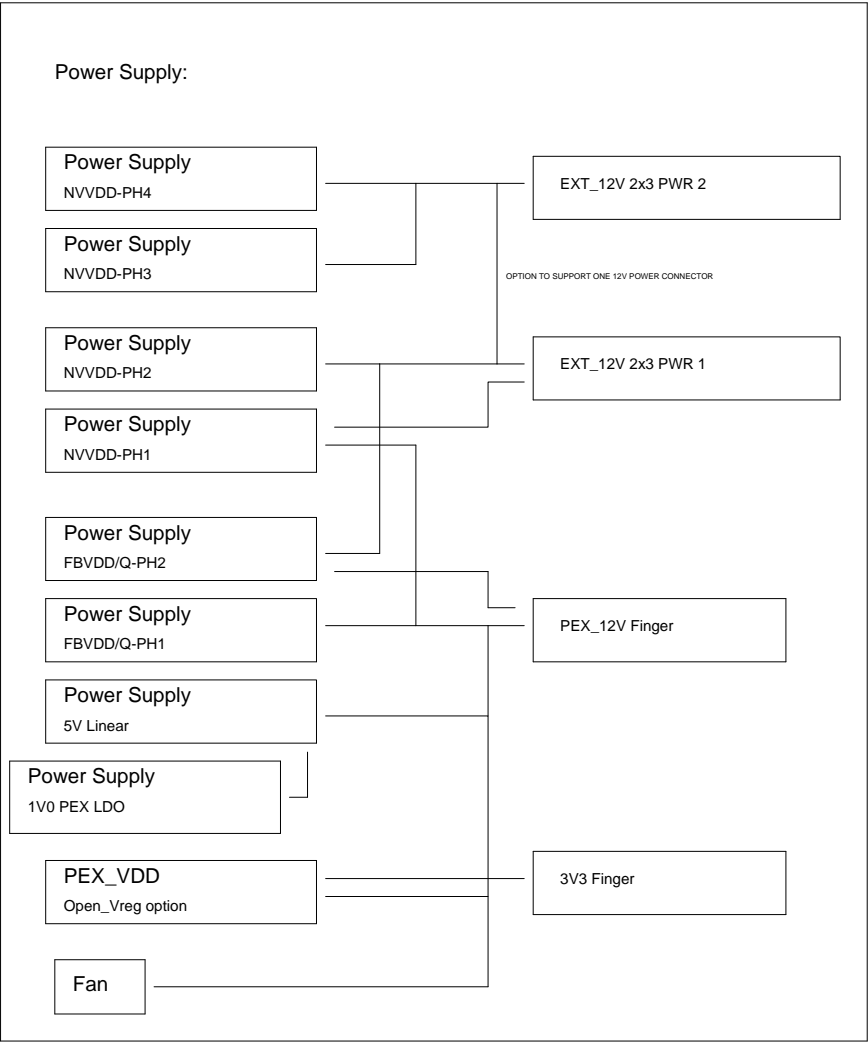 Power Supply:
Power Supply
NVVDD-PH4
EXT_12V 2x3 PWR 2
Power Supply
NVVDD-PH3
OPTION TO SUPPORT ONE 12V POWER CONNECTOR
Power Supply
NVVDD-PH2
EXT_12V 2x3 PWR 1
Power Supply
NVVDD-PH1
Power Supply
FBVDD/Q-PH2
Power Supply
FBVDD/Q-PH1
PEX_12V Finger
Power Supply
5V Linear
Power Supply
1V0 PEX LDO
PEX_VDD
Open_Vreg option
3V3 Finger
Fan